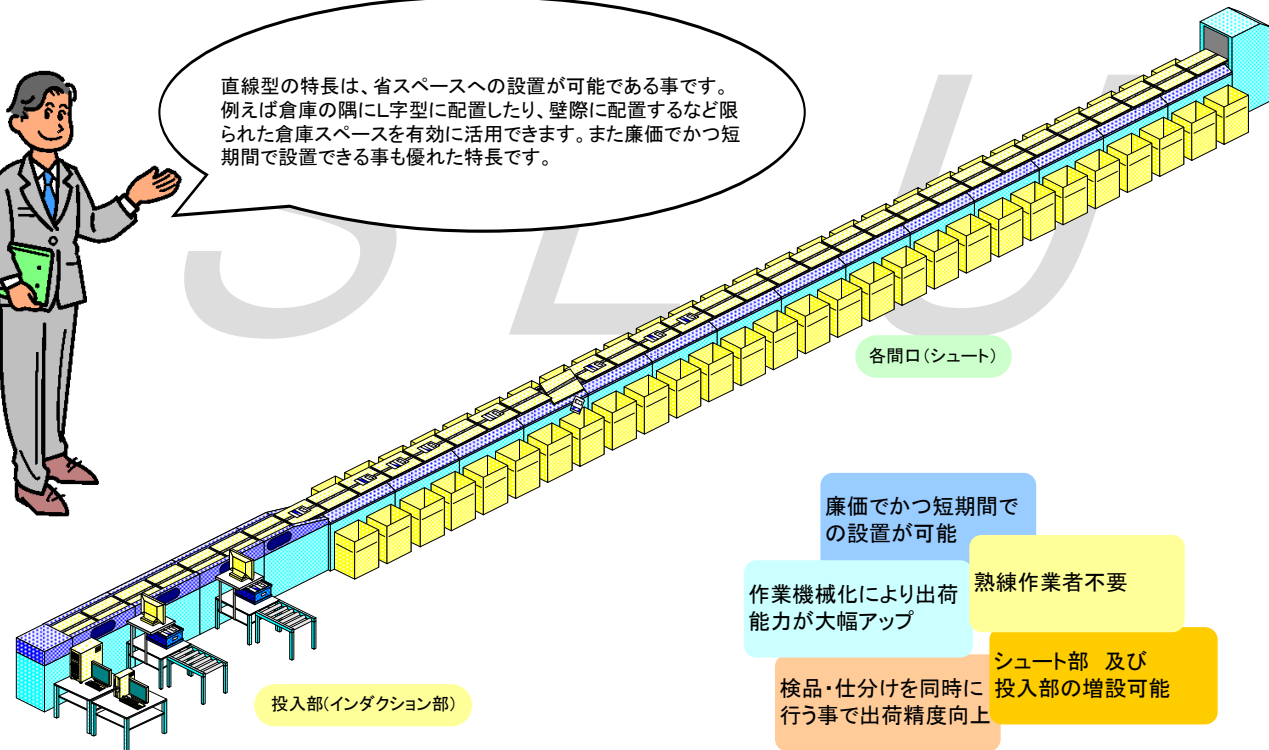 直線型の特長は、省スペースへの設置が可能である事です。
例えば倉庫の隅にL字型に配置したり、壁際に配置するなど限
られた倉庫スペースを有効に活用できます。また廉価でかつ短
期間で設置できる事も優れた特長です。
SLU
各間口(シュート)
廉価でかつ短期間で
の設置が可能
熟練作業者不要
作業機械化により出荷
能力が大幅アップ
シュート部 及び
投入部の増設可能
検品・仕分けを同時に
行う事で出荷精度向上
投入部(インダクション部)